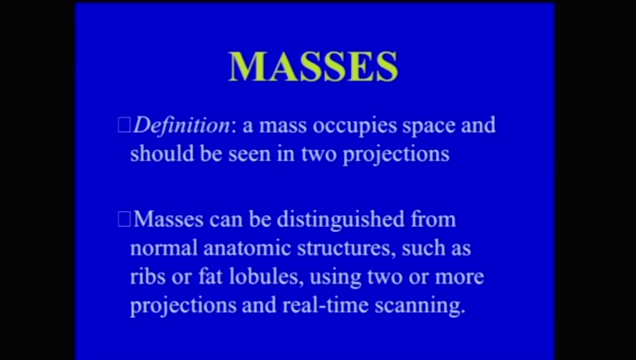 MASSES
Definition: a mass occupies space and
should be seen in two projections
Masses can be distinguished from
normal anatomic structures, such as
ribs or fat lobules, using two or more
projections and real-time scanning.